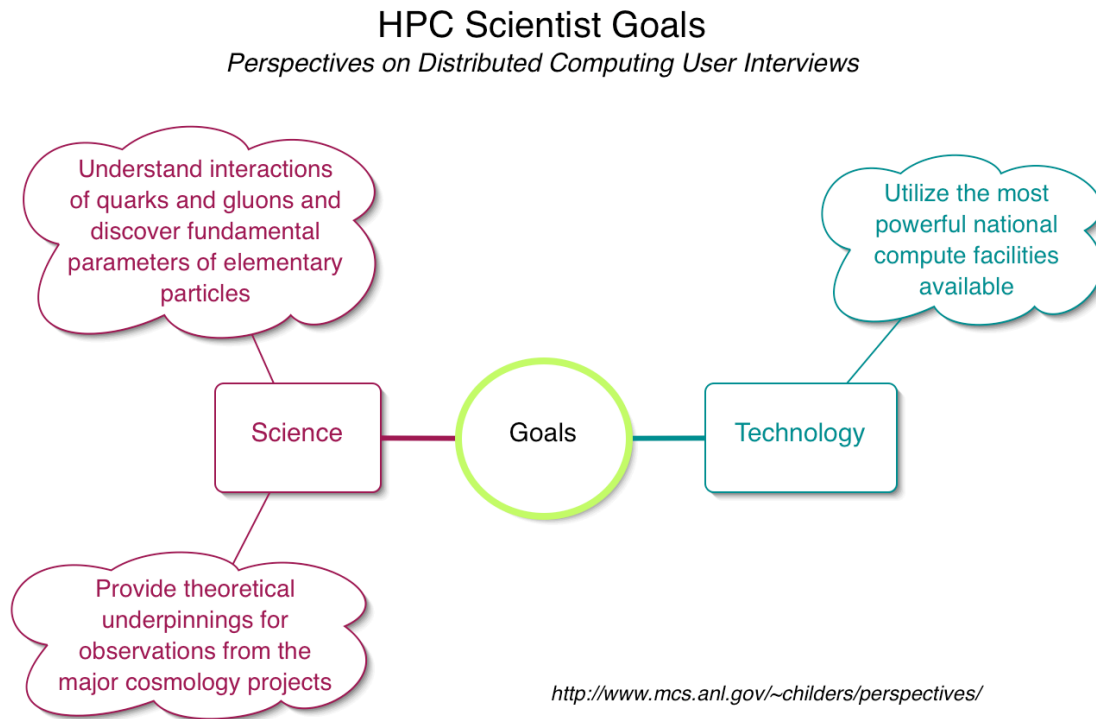 HPC Scientist Goals
Perspectives on Distributed Computing User Interviews
Understand interactions
of quarks and gluons and
discover fundamental
parameters of elementary
particles
Utilize the most
powerful national
compute facilities
available
Science
Goals
Technology
Provide theoretical
underpinnings for
observations from the
major cosmology projects
http://www.mcs.anl.gov/~childers/perspectives/